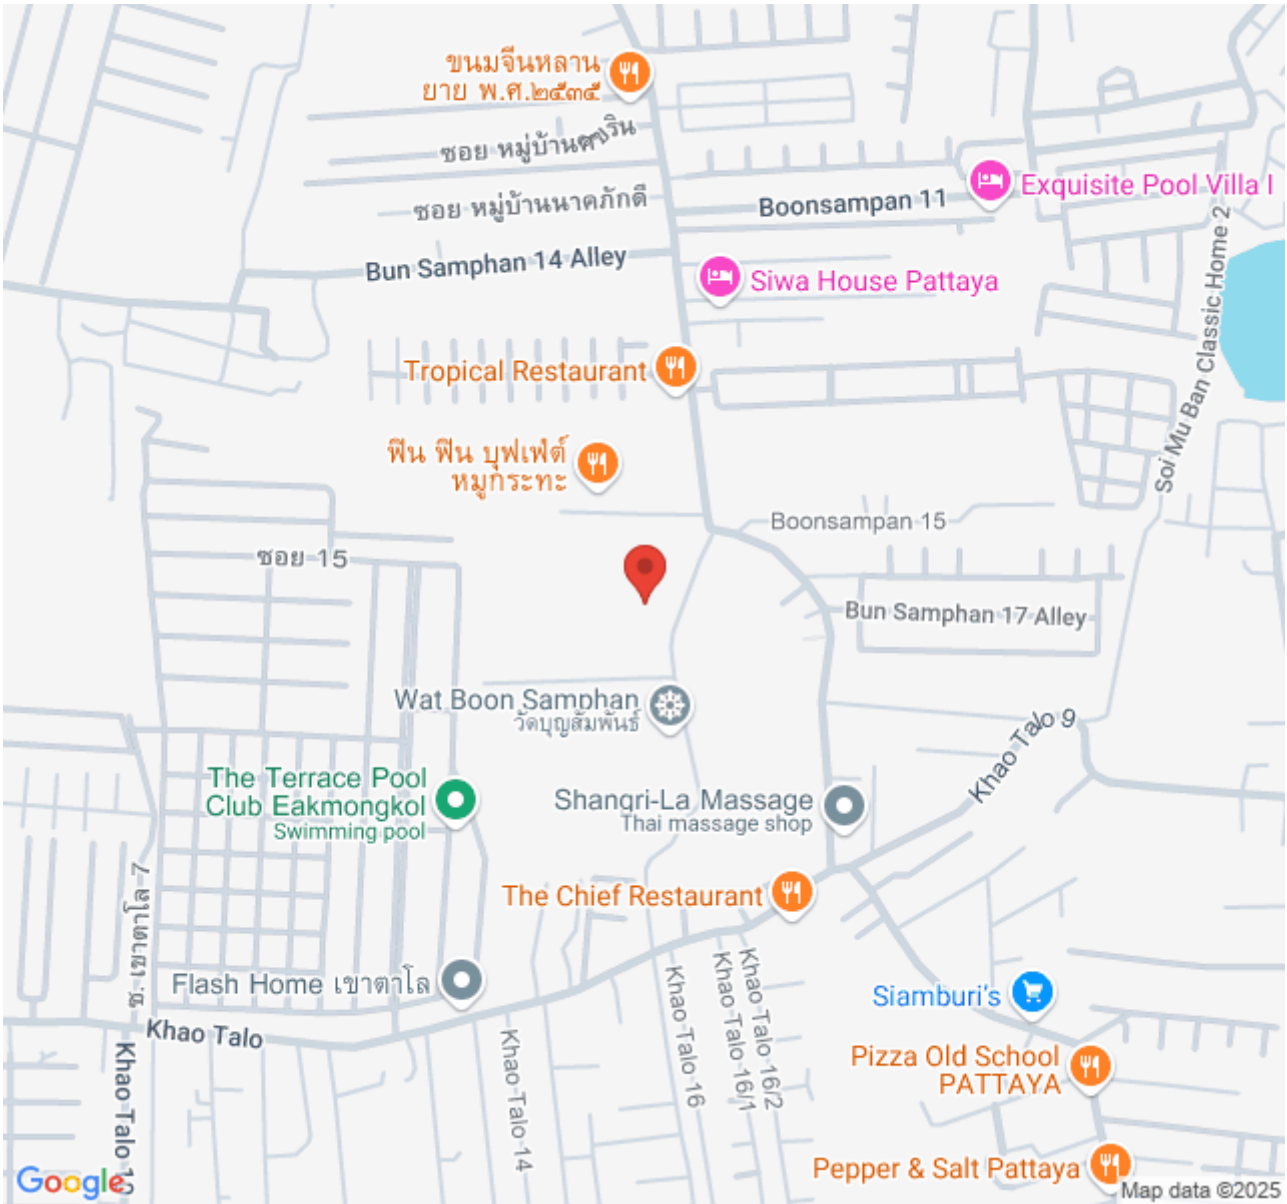 ขนมจีนหลาน
ยาย พ.ศ.๒๕๓๕
ซอย หมู่บ้านศาริน
ซอย หมู่บ้านนาคภักดี
Boonsampan 11
Exquisite Pool Villa I
Bun Samphan 14 Alley
Siwa House Pattaya
Soi Mu Ban Classic Home 2
Tropical Restaurant
ฟิน ฟิน บุฟเฟ่ต์
หมูกระทะ
Boonsampan 15
ซอย 15
Bun Samphan 17 Alley
Wat Boon Samphan
วัดบุญสัมพันธ์
Khao Talo 9
The Terrace Pool
Club Eakmongkol
Swimming pool
Shangri-La Massage
Thai massage shop
ซ. เขาตาโล 7
The Chief Restaurant
Flash Home เขาตาโล
Siamburi's
Khao Talo
Khao Talo 16
Khao Talo 16/1
Khao Talo 16/2
Khao Talo 14
Pizza Old School
PATTAYA
Pepper & Salt Pattaya
Google
Map data ©2025